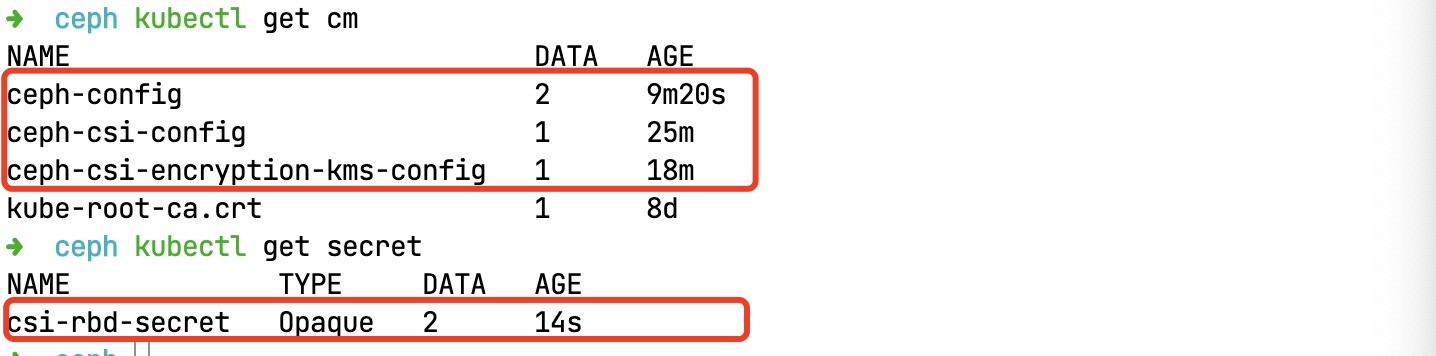 ➜ ceph kubectl get cm
NAME DATA AGE
ceph-config 2 9m20s
ceph-csi-config 1 25m
ceph-csi-encryption-kms-config 1 18m
kube-root-ca.crt 1 8d
➜ ceph kubectl get secret
NAME TYPE DATA AGE
csi-rbd-secret Opaque 2 14s
➜ ceph